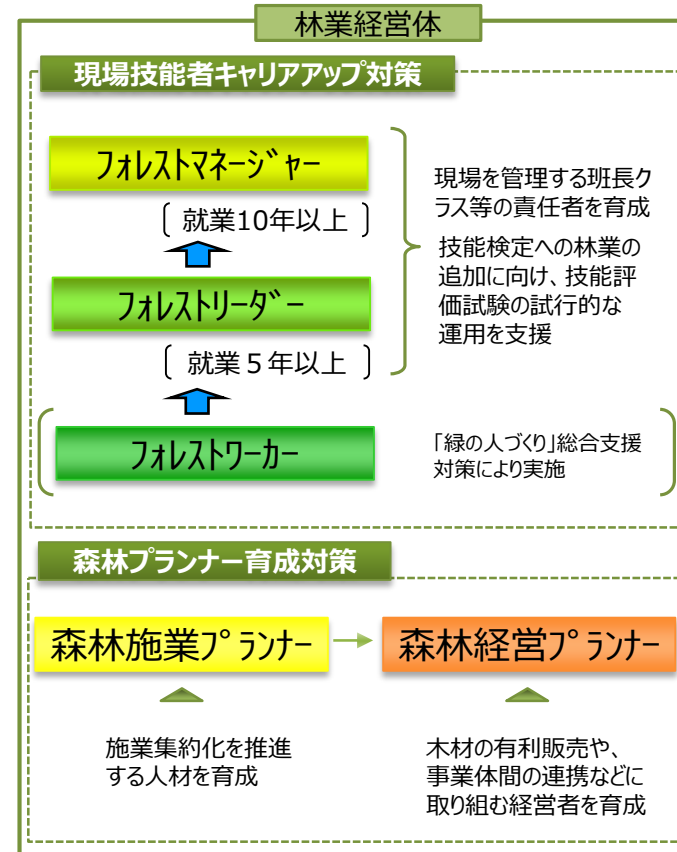 林業経営体
現場技能者キャリアアップ対策
フォレストマネージャー
〔 就業10年以上 〕
フォレストリーダー
〔 就業５年以上 〕
フォレストワーカー
現場を管理する班長ク
ラス等の責任者を育成
技能検定への林業の
追加に向け、技能評
価試験の試行的な
運用を支援
「緑の人づくり」総合支援
対策により実施
森林プランナー育成対策
森林施業プランナー
森林経営プランナー
施業集約化を推進
する人材を育成
木材の有利販売や、
事業体間の連携などに
取り組む経営者を育成